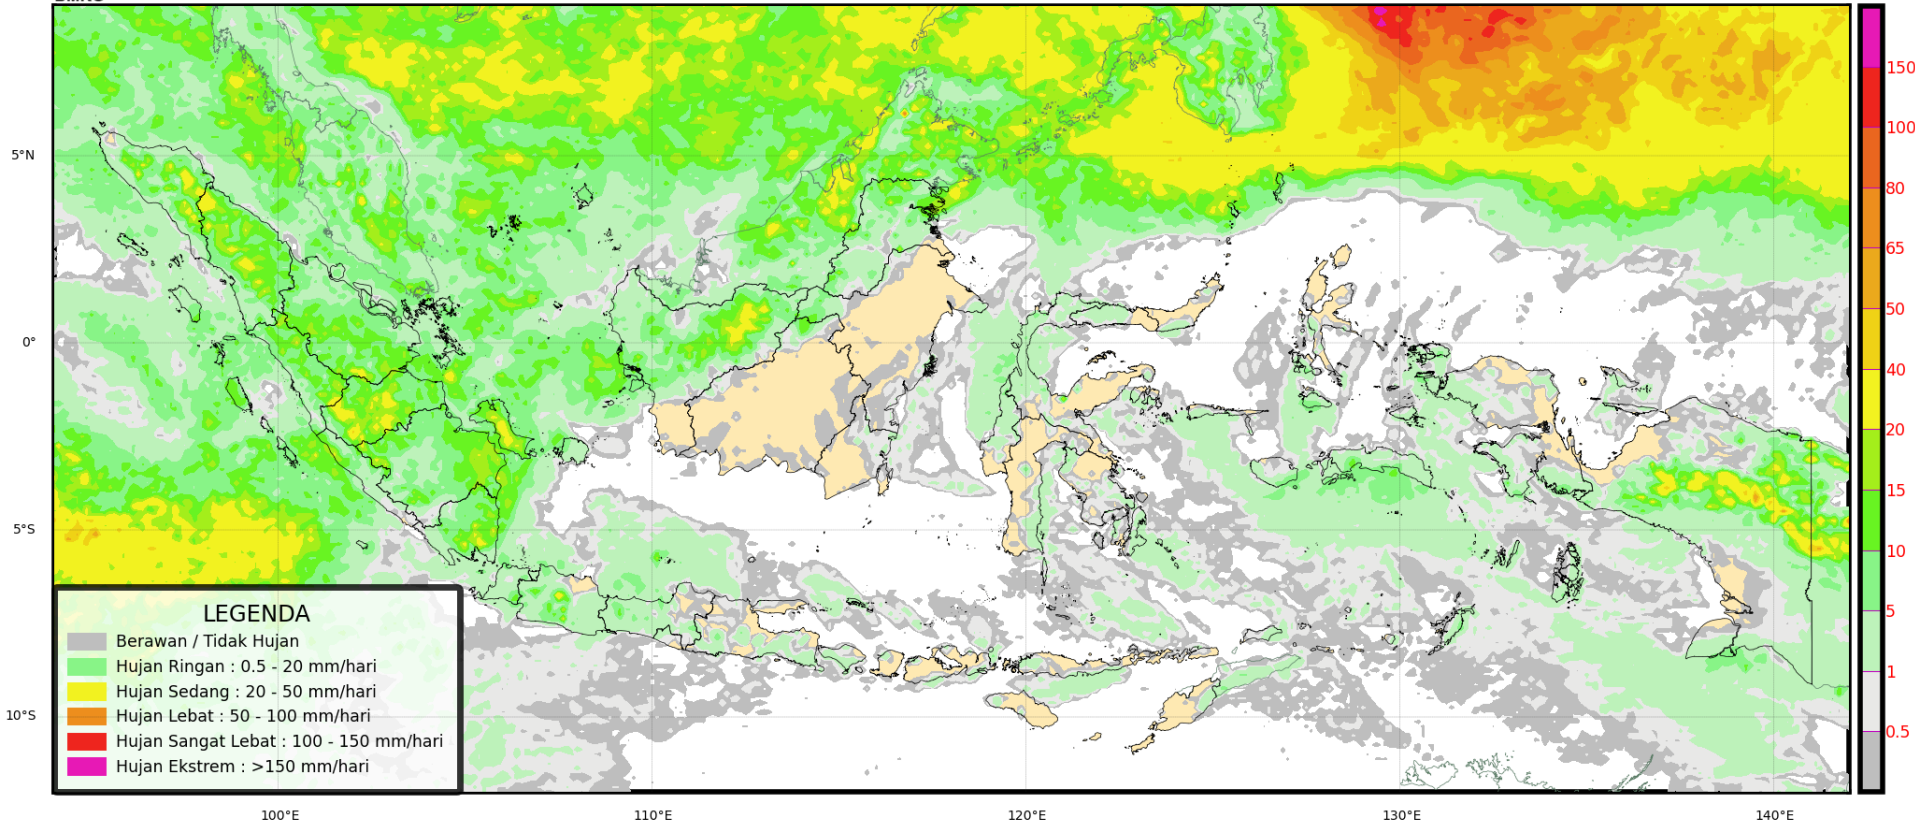 5°N
0°
5°S
10°S
100°E
110°E
120°E
130°E
140°E
LEGENDA
Berawan / Tidak Hujan
Hujan Ringan : 0.5 - 20 mm/hari
Hujan Sedang : 20 - 50 mm/hari
Hujan Lebat : 50 - 100 mm/hari
Hujan Sangat Lebat : 100 - 150 mm/hari
Hujan Ekstrem : >150 mm/hari
150
100
80
65
50
40
20
15
10
5
1
0.5